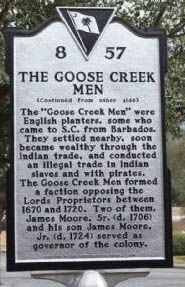 8 57
THE GOOSE CREEK
MEN
(Continued from other side)
The "Goose Creek Men" were
English planters, some who
came to S.C. from Barbados.
They settled nearby, soon
became wealthy through the
Indian trade, and conducted
an illegal trade in Indian
slaves and with pirates.
The Goose Creek Men formed
a faction opposing the
Lords Proprietors between
1670 and 1720. Two of them,
James Moore, Sr. (d. 1706)
and his son James Moore,
Jr. (d. 1724) served as
governor of the colony.